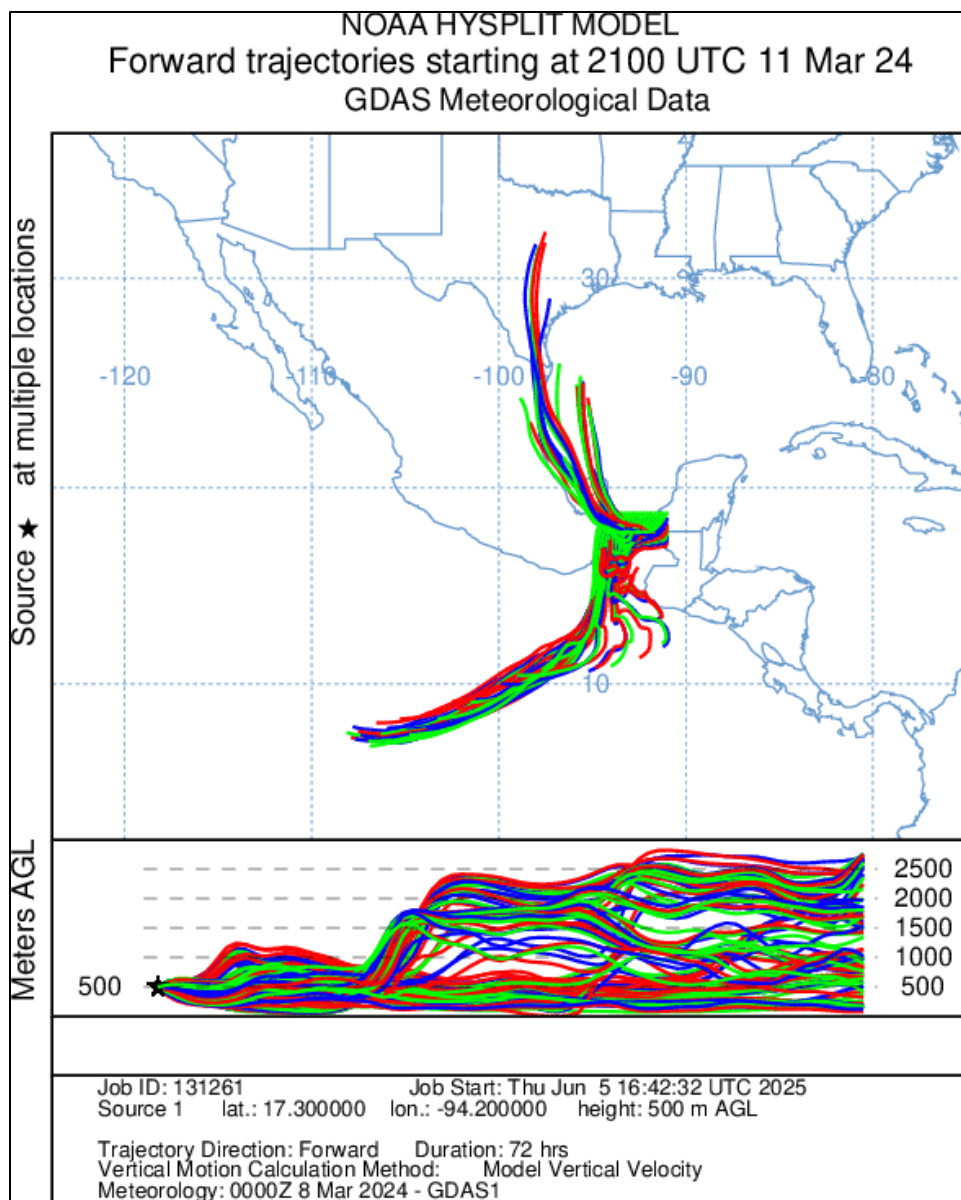 NOAA HYSPLIT MODEL
Forward trajectories starting at 2100 UTC 11 Mar 24
GDAS Meteorological Data
Source ★ at multiple locations
30
-120 -110 -100 -90 -80
10
Meters AGL
2500
2000
1500
1000
500 500
Job ID: 131261 Job Start: Thu Jun 5 16:42:32 UTC 2025
Source 1 lat.: 17.300000 lon.: -94.200000 height: 500 m AGL
Trajectory Direction: Forward Duration: 72 hrs
Vertical Motion Calculation Method: Model Vertical Velocity
Meteorology: 0000Z 8 Mar 2024 - GDAS1